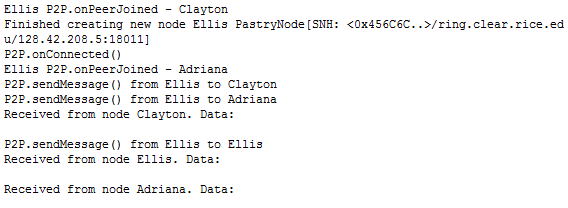 Ellis P2P.onPeerJoined - Clayton
Finished creating new node Ellis PastryNode[SNH: <0x456C6C..>/ring.clear.rice.ed
u/128.42.208.5:18011]
P2P.onConnected()
Ellis P2P.onPeerJoined - Adriana
P2P.sendMessage() from Ellis to Clayton
P2P.sendMessage() from Ellis to Adriana
Received from node Clayton. Data:
P2P.sendMessage() from Ellis to Ellis
Received from node Ellis. Data:
Received from node Adriana. Data: